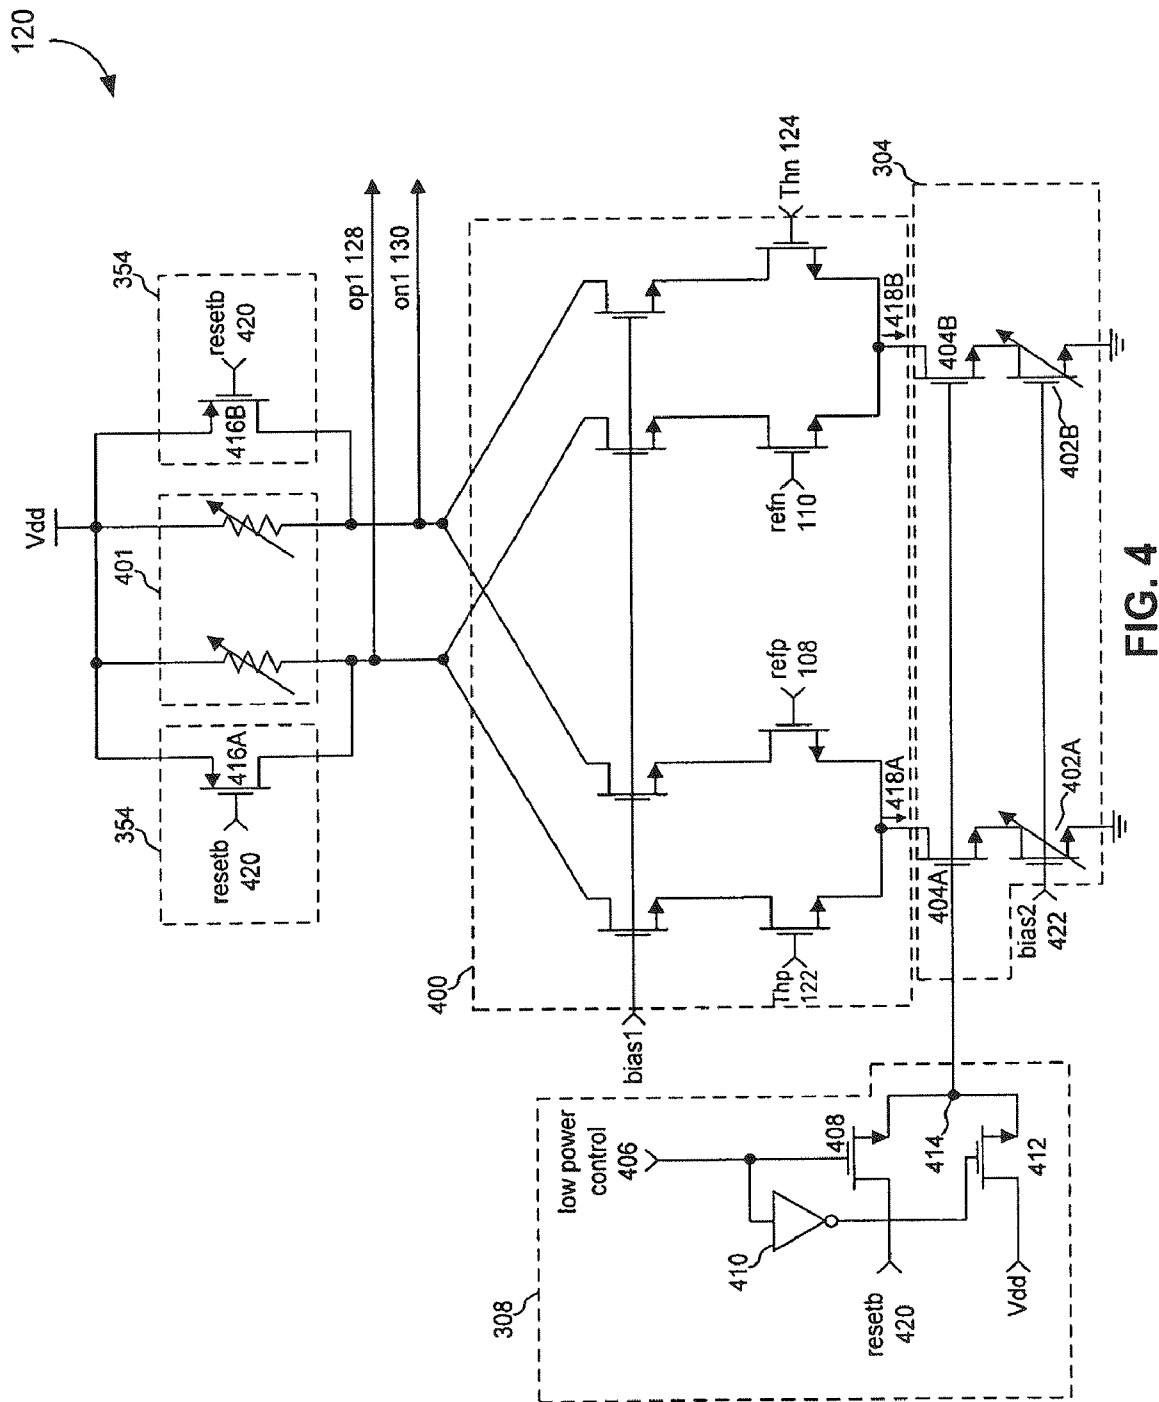 120
Vdd
354
401
354
resetb
420
416A
416B
resetb
420
op1 128
on1 130
400
bias1
Thp
122
refp
108
refn
110
Thn 124
418A
418B
304
404A
404B
402A
402B
bias2
422
308
low power
control
406
408
410
414
412
resetb
420
Vdd
FIG. 4